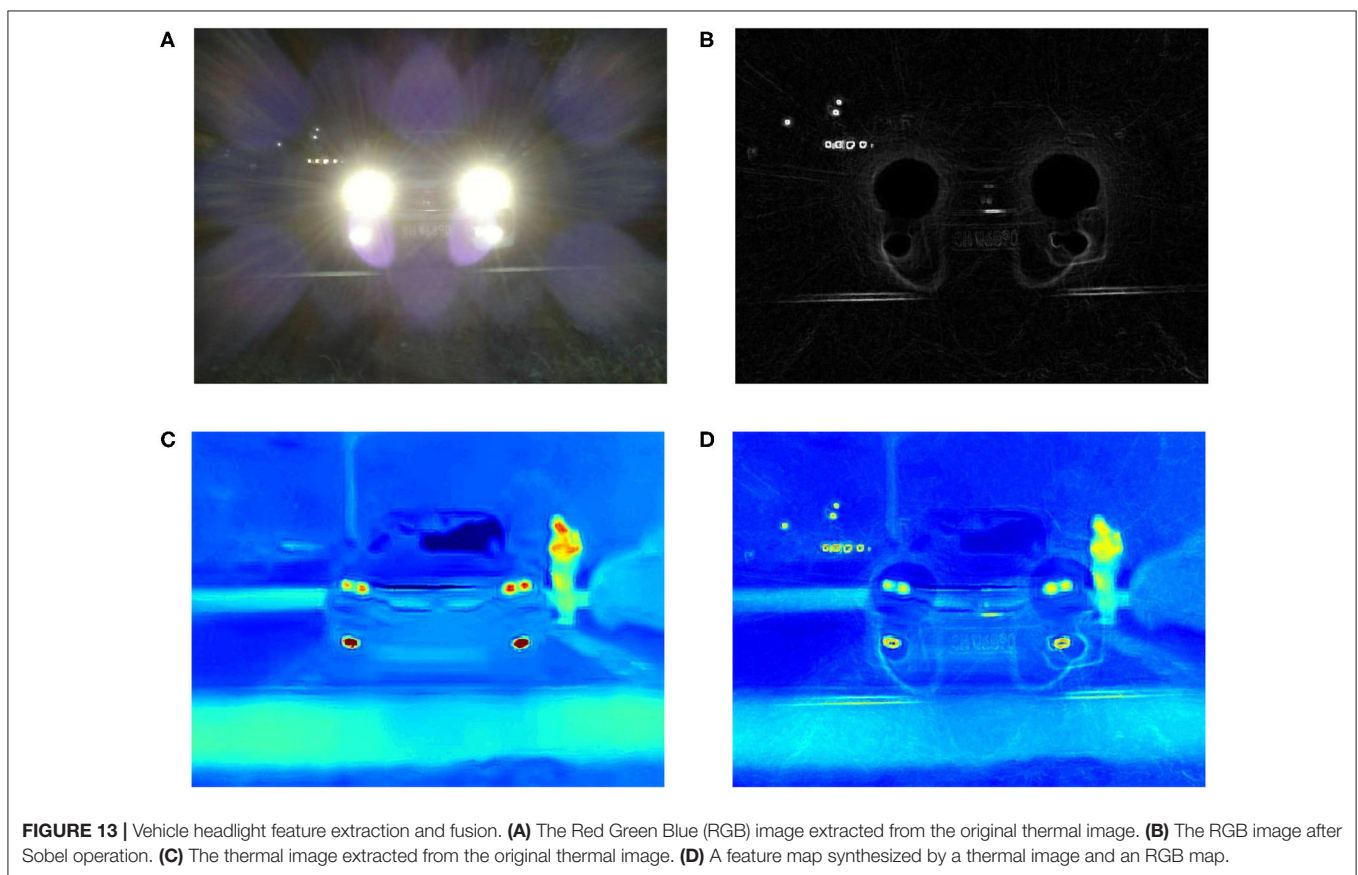 A
B
C
D
FIGURE 13 | Vehicle headlight feature extraction and fusion. (A) The Red Green Blue (RGB) image extracted from the original thermal image. (B) The RGB image after
Sobel operation. (C) The thermal image extracted from the original thermal image. (D) A feature map synthesized by a thermal image and an RGB map.